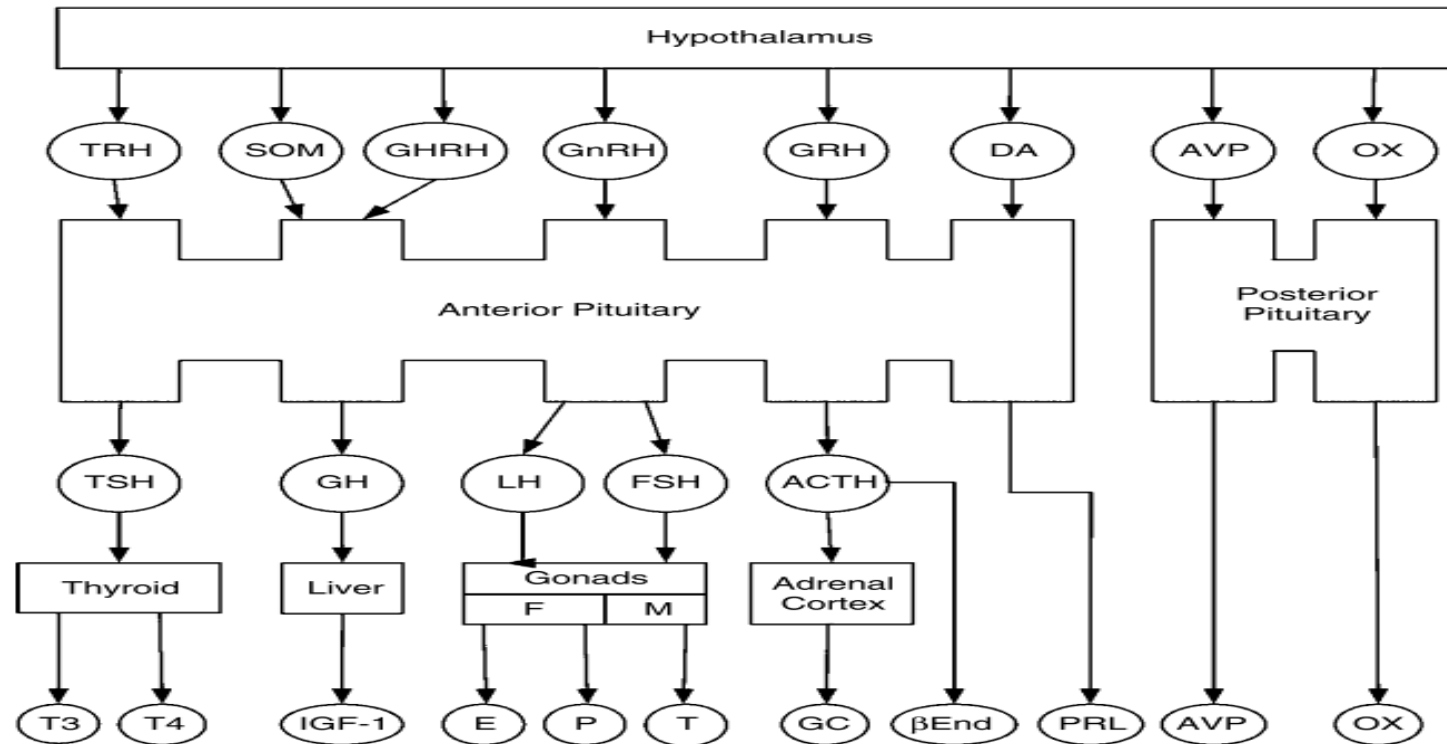 Hypothalamus
TRH
SOM
GHRH
GnRH
GRH
DA
AVP
OX
Anterior Pituitary
Posterior
Pituitary
TSH
GH
LH
FSH
ACTH
Thyroid
Liver
Gonads
F
M
Adrenal
Cortex
T3
T4
IGF-1
E
P
T
GC
βEnd
PRL
AVP
OX